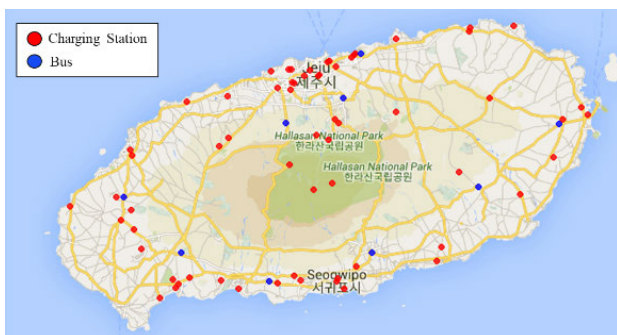 Charging Station
Bus
Jeju
제주시
Hallasan National Park
한라산국립공원
Hallasan National Park
한라산국립공원
Seogwipo
서귀포시